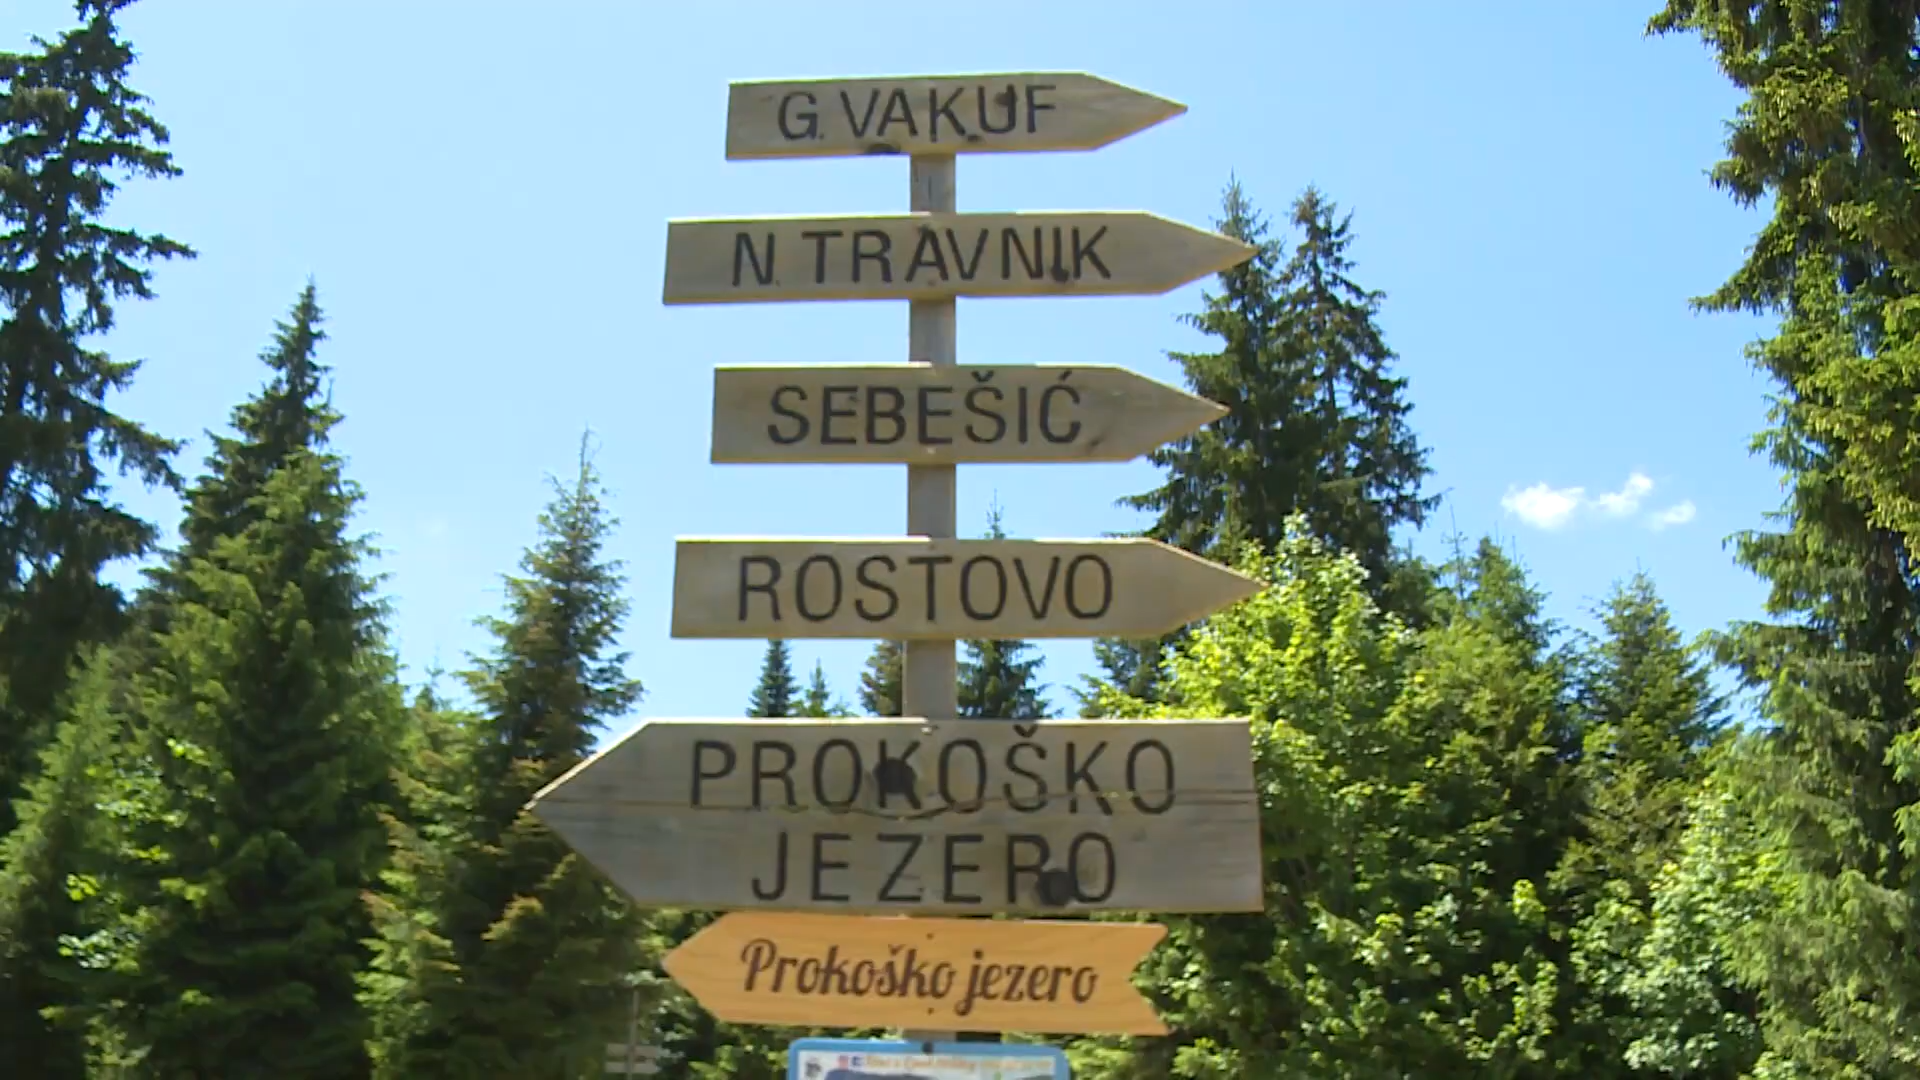 G. VAKUF
N. TRAVNIK
SEBEŠIĆ
ROSTOVO
PROKOŠKO
JEZERO
Prokoško jezero